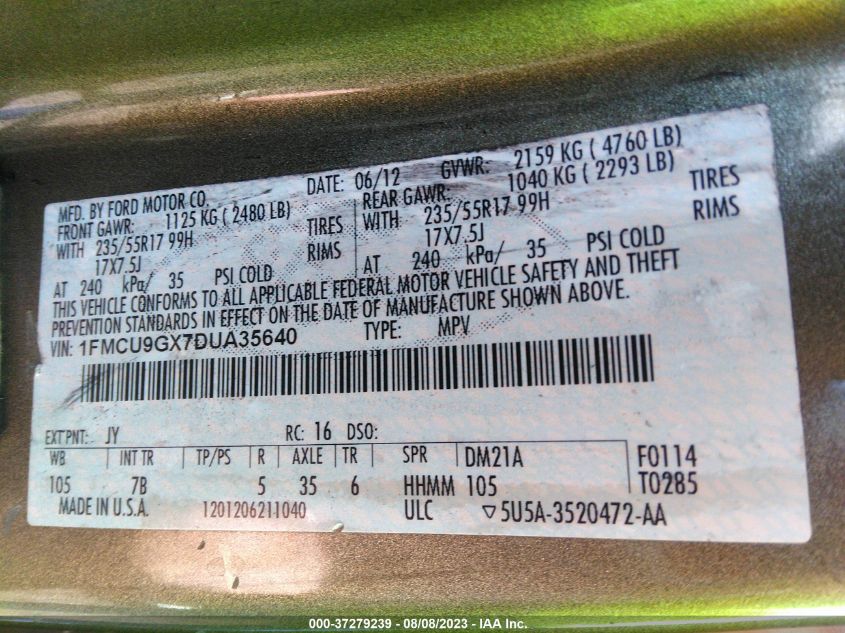 MFD. BY FORD MOTOR CO.
DATE: 06/12 GVWR: 2159 KG ( 4760 LB)
FRONT GAWR: 1125 KG ( 2480 LB)
REAR GAWR: 1040 KG ( 2293 LB)
WITH 235/55R17 99H TIRES
WITH 235/55R17 99H TIRES
17X7.5J RIMS
17X7.5J RIMS
AT 240 kPa/ 35 PSI COLD
AT 240 kPa/ 35 PSI COLD
THIS VEHICLE CONFORMS TO ALL APPLICABLE FEDERAL MOTOR VEHICLE SAFETY AND THEFT
PREVENTION STANDARDS IN EFFECT ON THE DATE OF MANUFACTURE SHOWN ABOVE.
VIN: 1FMCU9GX7DUA35640 TYPE: MPV
EXT PNT: JY RC: 16 DSO:
WB INT TR TP/PS R AXLE TR SPR DM21A F0114
105 7B 5 35 6 HHMM 105 T0285
MADE IN U.S.A. 1201206211040 ULC ▽5U5A-3520472-AA
000-37279239 - 08/08/2023 - IAA Inc.